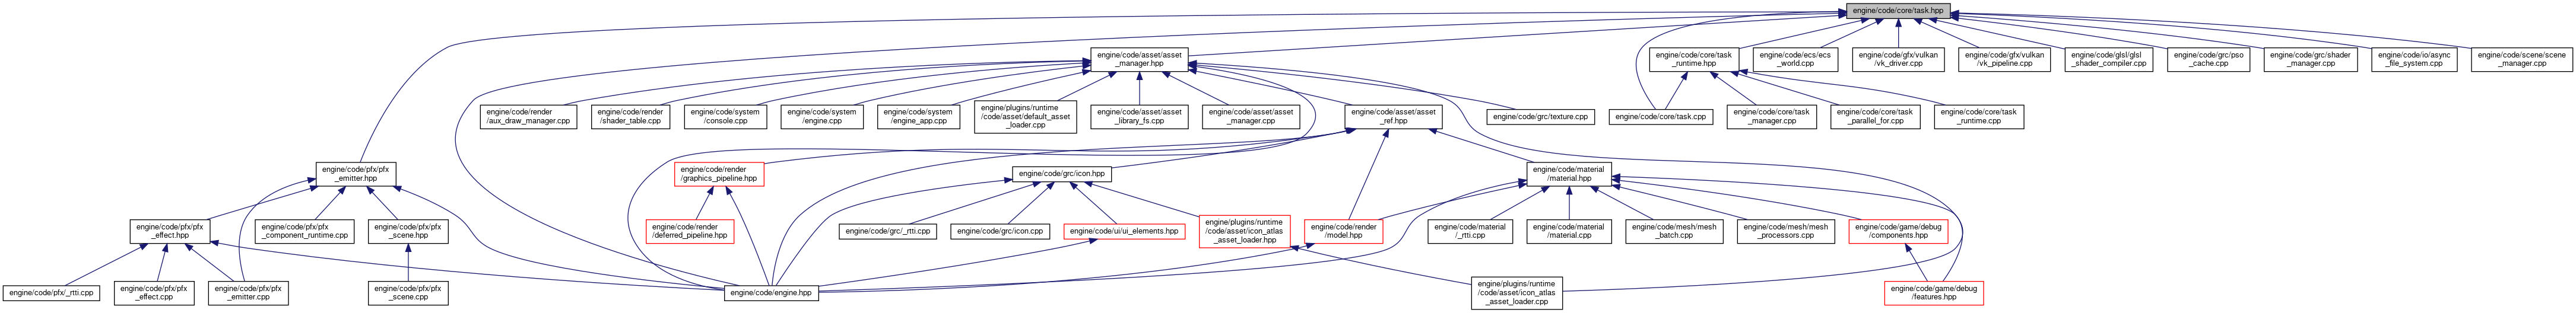 engine/code/core/task.hpp
engine/code/asset/asset
_manager.hpp
engine/code/core/task
_runtime.hpp
engine/code/ecs/ecs
_world.cpp
engine/code/gfx/vulkan
/vk_driver.cpp
engine/code/gfx/vulkan
/vk_pipeline.cpp
engine/code/glsl/glsl
_shader_compiler.cpp
engine/code/grc/pso
_cache.cpp
engine/code/grc/shader
_manager.cpp
engine/code/io/async
_file_system.cpp
engine/code/scene/scene
_manager.cpp
engine/code/render
/aux_draw_manager.cpp
engine/code/render
/shader_table.cpp
engine/code/system
/console.cpp
engine/code/system
/engine.cpp
engine/code/system
/engine_app.cpp
engine/plugins/runtime
/code/asset/default_asset
_loader.cpp
engine/code/asset/asset
_library_fs.cpp
engine/code/asset/asset
_manager.cpp
engine/code/asset/asset
_ref.hpp
engine/code/grc/texture.cpp
engine/code/core/task.cpp
engine/code/core/task
_manager.cpp
engine/code/core/task
_parallel_for.cpp
engine/code/core/task
_runtime.cpp
engine/code/pfx/pfx
_emitter.hpp
engine/code/render
/graphics_pipeline.hpp
engine/code/grc/icon.hpp
engine/code/material
/material.hpp
engine/code/pfx/pfx
_effect.hpp
engine/code/pfx/pfx
_component_runtime.cpp
engine/code/pfx/pfx
_scene.hpp
engine/code/render
/deferred_pipeline.hpp
engine/code/grc/_rtti.cpp
engine/code/grc/icon.cpp
engine/code/ui/ui_elements.hpp
engine/plugins/runtime
/code/asset/icon_atlas
_asset_loader.hpp
engine/code/render
/model.hpp
engine/code/material
/_rtti.cpp
engine/code/material
/material.cpp
engine/code/mesh/mesh
_batch.cpp
engine/code/mesh/mesh
_processors.cpp
engine/code/game/debug
/components.hpp
engine/code/pfx/_rtti.cpp
engine/code/pfx/pfx
_effect.cpp
engine/code/pfx/pfx
_emitter.cpp
engine/code/pfx/pfx
_scene.cpp
engine/code/engine.hpp
engine/plugins/runtime
/code/asset/icon_atlas
_asset_loader.cpp
engine/code/game/debug
/features.hpp